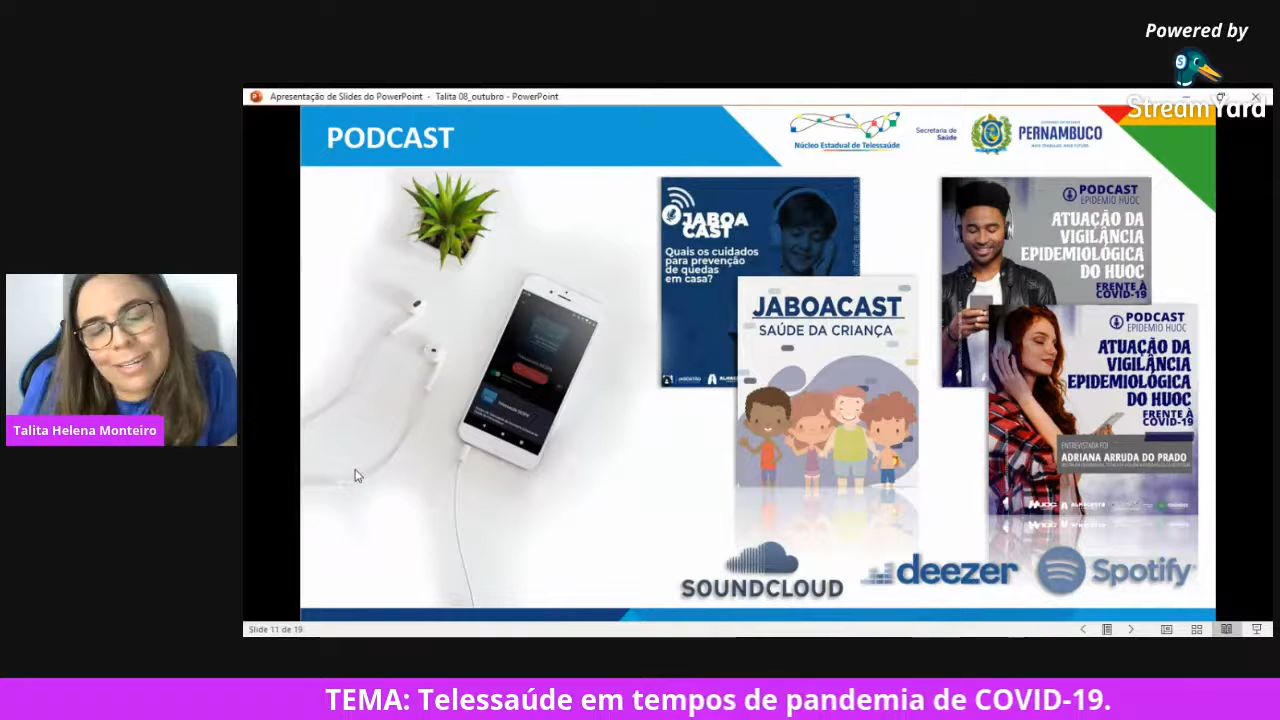 Powered by
StreamYard
Apresentação de Slides do PowerPoint - Talita 08_outubro - PowerPoint
PODCAST
Núcleo Estadual de Telessaúde
Secretaria de
Saúde
PERNAMBUCO
JABOA
CAST
Quais os cuidados
para prevenção
de quedas
em casa?
JABOACAST
SAÚDE DA CRIANÇA
PODCAST
EPIDEMIO HUOC
ATUAÇÃO DA
VIGILÂNCIA
EPIDEMIOLÓGICA
DO HUOC
FRENTE À
COVID-19
PODCAST
EPIDEMIO HUOC
ATUAÇÃO DA
VIGILÂNCIA
EPIDEMIOLÓGICA
DO HUOC
FRENTE À
COVID-19
ENTREVISTADA FOI
ADRIANA ARRUDA DO PRADO
HUOC
SOUNDCLOUD
deezer
Spotify
Talita Helena Monteiro
Slide 11 de 19
TEMA: Telessaúde em tempos de pandemia de COVID-19.